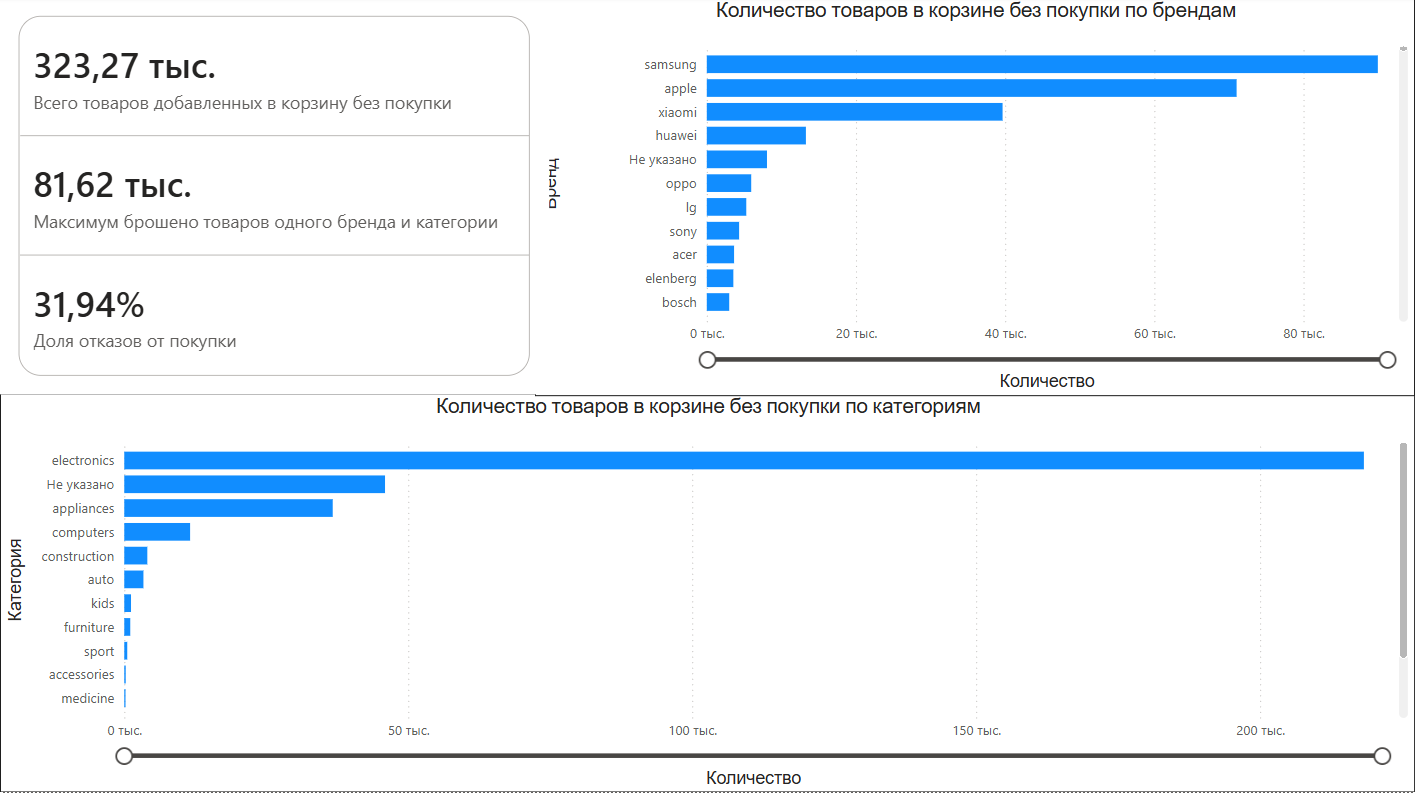 323,27 тыс.
Всего товаров добавленных в корзину без покупки
81,62 тыс.
Максимум брошено товаров одного бренда и категории
31,94%
Доля отказов от покупки
Количество товаров в корзине без покупки по брендам
Бренд
samsung
apple
xiaomi
huawei
Не указано
oppo
lg
sony
acer
elenberg
bosch
0 тыс.
20 тыс.
40 тыс.
60 тыс.
80 тыс.
Количество
Количество товаров в корзине без покупки по категориям
Категория
electronics
Не указано
appliances
computers
construction
auto
kids
furniture
sport
accessories
medicine
0 тыс.
50 тыс.
100 тыс.
150 тыс.
200 тыс.
Количество